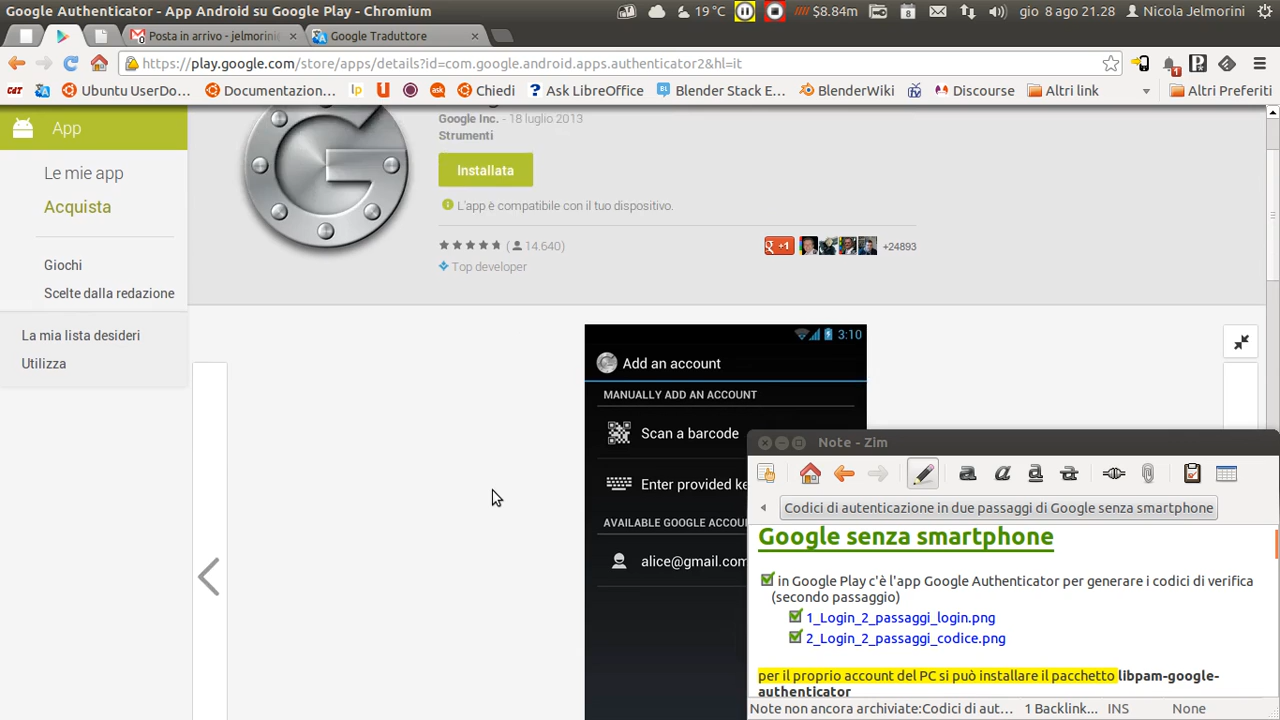 Google Authenticator - App Android su Google Play - Chromium
19 °C
$8.84m
8
gio 8 ago 21.28
Nicola Jelmorini
Posta in arrivo - jelmorini
Google Traduttore
https://play.google.com/store/apps/details?id=com.google.android.apps.authenticator2&hl=it
CAT
Ubuntu UserDo...
Documentazion...
lp
U
ask
Chiedi
Ask LibreOffice
Blender Stack E...
BlenderWiki
Discourse
Altri link
Altri Preferiti
App
Le mie app
Acquista
Giochi
Scelte dalla redazione
La mia lista desideri
Utilizza
Google Inc. - 18 luglio 2013
Strumenti
Installata
L'app è compatibile con il tuo dispositivo.
(14.640)
Top developer
+1
+24893
3:10
Add an account
MANUALLY ADD AN ACCOUNT
Scan a barcode
Enter provided ke
AVAILABLE GOOGLE ACCOU
alice@gmail.com
Note - Zim
Codici di autenticazione in due passaggi di Google senza smartphone
Google senza smartphone
in Google Play c'è l'app Google Authenticator per generare i codici di verifica
(secondo passaggio)
1_Login_2_passaggi_login.png
2_Login_2_passaggi_codice.png
per il proprio account del PC si può installare il pacchetto libpam-google-
authenticator
Note non ancora archiviate:Codici di aut...
1 Backlink...
INS
None